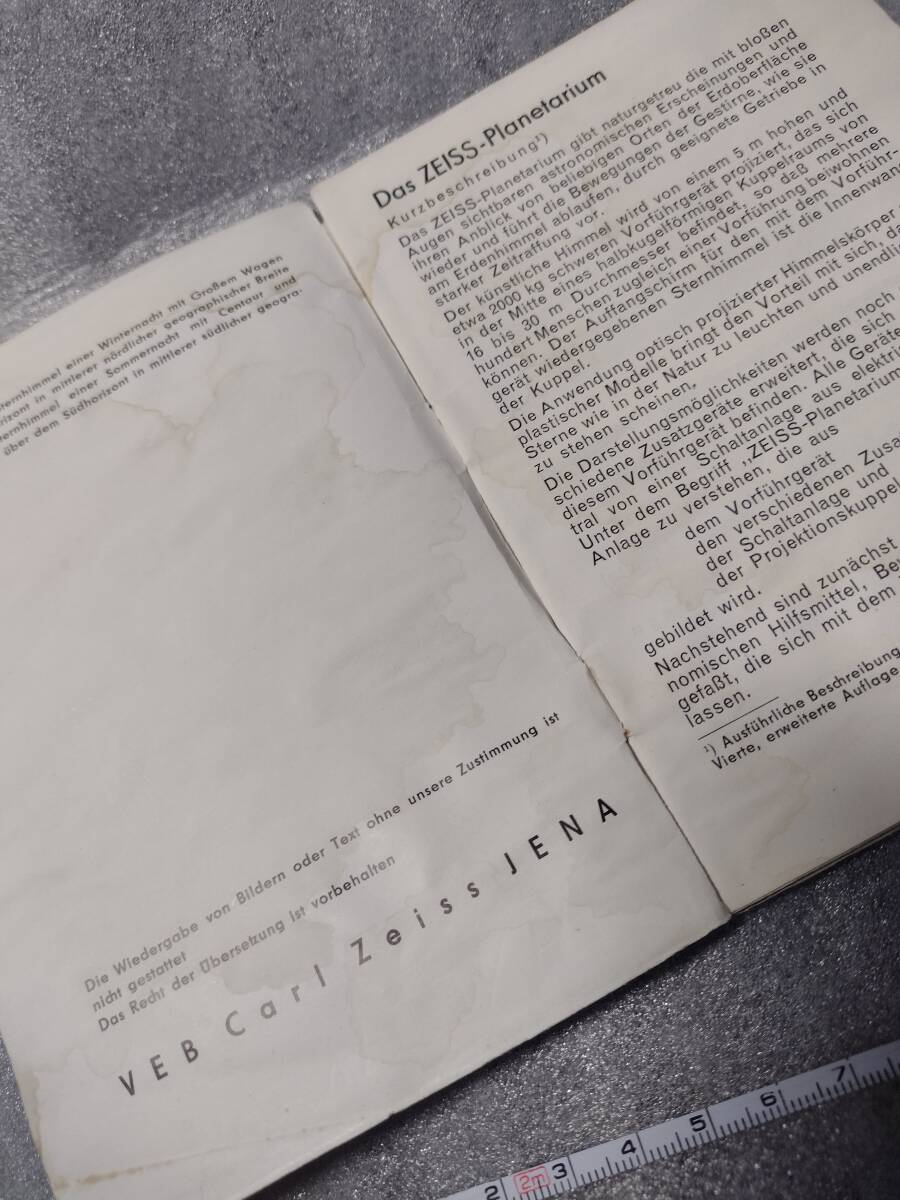 ternhimmel einer Winternacht mit Großem Wagen
rizont in mittlerer nördlicher geographischer Breite
ernhimmel einer Sommernacht mit Centaur und
über dem Südhorizont in mittlerer südlicher geogra-
Die Wiedergabe von Bildern oder Text ohne unsere Zustimmung ist
nicht gestattet
Das Recht der Übersetzung ist vorbehalten
VEB Carl Zeiss JENA
Das ZEISS-Planetarium
Kurzbeschreibung¹)
Das ZEISS-Planetarium gibt naturgetreu die mit bloßen
Augen sichtbaren astronomischen Erscheinungen und
ihren Anblick von beliebigen Orten der Erdoberfläche
wieder und führt die Bewegungen der Gestirne, wie sie
am Erdenhimmel ablaufen, durch geeignete Getriebe in
starker Zeitraffung vor.
Der künstliche Himmel wird von einem 5 m hohen und
etwa 2000 kg schweren Vorführgerät projiziert, das sich
in der Mitte eines halbkugelförmigen Kuppelraums von
16 bis 30 m Durchmesser befindet, so daß mehrere
hundert Menschen zugleich einer Vorführung beiwohnen
können. Der Auffangschirm für den mit dem Vorführ-
gerät wiedergegebenen Sternhimmel ist die Innenwan
der Kuppel.
Die Anwendung optisch projizierter Himmelskörper
plastischer Modelle bringt den Vorteil mit sich, da
Sterne wie in der Natur zu leuchten und unendlich
zu stehen scheinen.
Die Darstellungsmöglichkeiten werden noch
schiedene Zusatzgeräte erweitert, die sich
diesem Vorführgerät befinden. Alle Geräte
tral von einer Schaltanlage aus elektri
Unter dem Begriff „ZEISS-Planetarium
Anlage zu verstehen, die aus
dem Vorführgerät
den verschiedenen Zusa
der Schaltanlage und
der Projektionskuppel
gebildet wird.
Nachstehend sind zunächst
nomischen Hilfsmittel, Be
gefaßt, die sich mit dem
lassen.
¹) Ausführliche Beschreibung
Vierte, erweiterte Auflage
2 2m 3 4 5 6 7